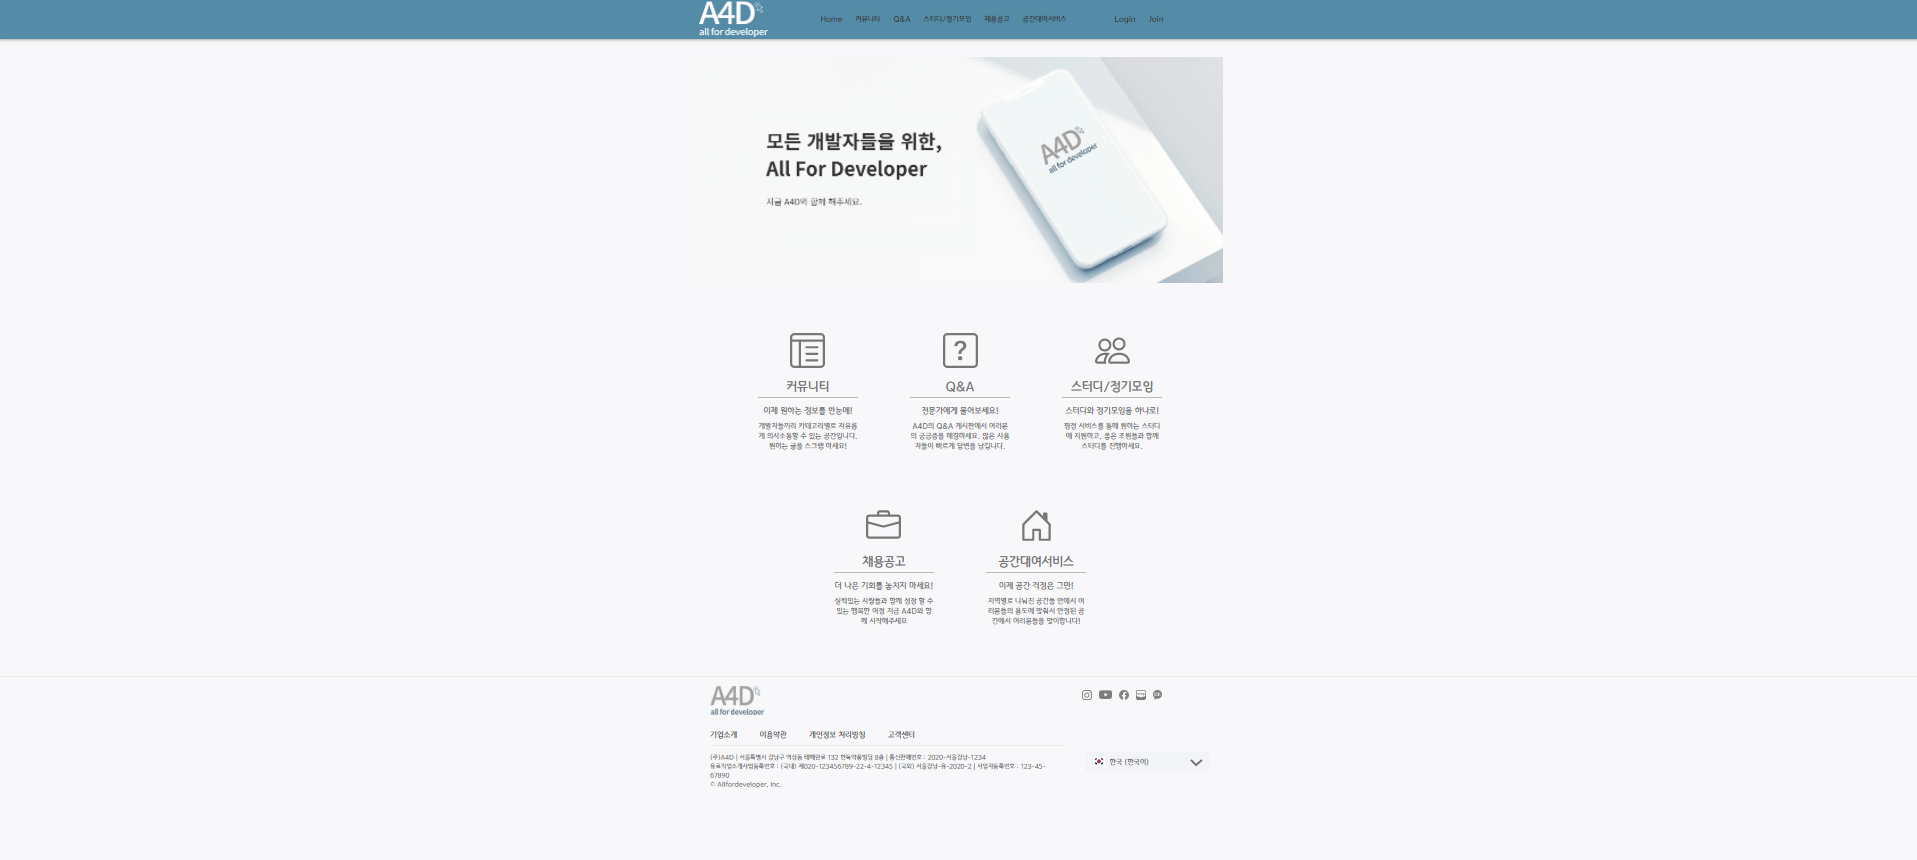 A4D
all for developer
Home 커뮤니티 Q&A 스터디/정기모임 채용공고 공간대여서비스 Login Join
모든 개발자들을 위한,
All For Developer
지금 A4D와 함께 해주세요.
A4D
all for developer
커뮤니티
이제 원하는 정보를 한눈에!
개발자들끼리 카테고리별로 자유롭
게 의사소통할 수 있는 공간입니다.
원하는 글을 스크랩 하세요!
Q&A
전문가에게 물어보세요!
A4D의 Q&A 게시판에서 여러분
의 궁금증을 해결하세요. 많은 사용
자들이 빠르게 답변을 남깁니다.
스터디/정기모임
스터디와 정기모임을 하나로!
행정 서비스를 통해 원하는 스터디
에 지원하고, 좋은 조원들과 함께
스터디를 진행하세요.
채용공고
더 나은 기회를 놓치지 마세요!
실력있는 사람들과 함께 성장 할 수
있는 행복한 여정 지금 A4D와 함
께 시작해주세요
공간대여서비스
이제 공간 걱정은 그만!
지역별로 나눠진 공간들 안에서 여
러분들의 용도에 맞춰서 안정된 공
간에서 여러분들을 맞이합니다!
A4D
all for developer
기업소개 이용약관 개인정보 처리방침 고객센터
(주)A4D | 서울특별시 강남구 역삼동 테헤란로 132 한독약품빌딩 8층 | 통신판매번호 : 2020-서울강남-1234
유료직업소개사업등록번호 : (국내) 제020-123456789-22-4-12345 | (국외) 서울강남-유-2020-2 | 사업자등록번호 : 123-45-
67890
© Allfordeveloper, Inc.
한국 (한국어)